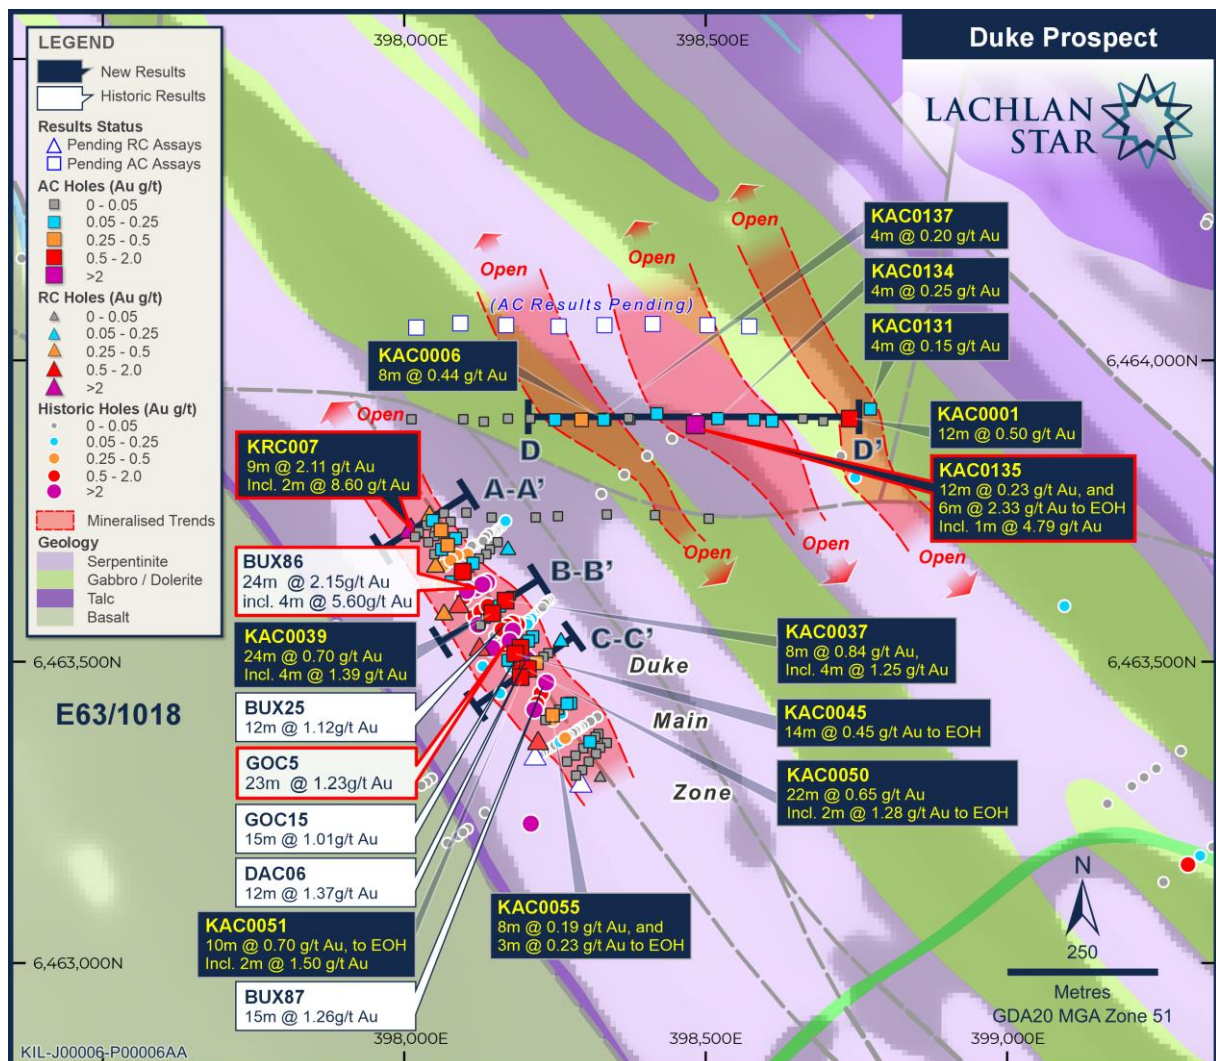 398,000E
398,500E
Duke Prospect
LACHLAN
STAR
LEGEND
New Results
Historic Results
Results Status
Pending RC Assays
Pending AC Assays
AC Holes (Au g/t)
0 - 0.05
0.05 - 0.25
0.25 - 0.5
0.5 - 2.0
>2
RC Holes (Au g/t)
0 - 0.05
0.05 - 0.25
0.25 - 0.5
0.5 - 2.0
>2
Historic Holes (Au g/t)
0 - 0.05
0.05 - 0.25
0.25 - 0.5
0.5 - 2.0
>2
Mineralised Trends
Geology
Serpentinite
Gabbro / Dolerite
Talc
Basalt
Open
Open
Open
KAC0137
4m @ 0.20 g/t Au
KAC0134
4m @ 0.25 g/t Au
KAC0131
4m @ 0.15 g/t Au
(AC Results Pending)
KAC0006
8m @ 0.44 g/t Au
6,464,000N
Open
D
D'
KAC0001
12m @ 0.50 g/t Au
KRC007
9m @ 2.11 g/t Au
Incl. 2m @ 8.60 g/t Au
A-A'
KAC0135
12m @ 0.23 g/t Au, and
6m @ 2.33 g/t Au to EOH
Incl. 1m @ 4.79 g/t Au
Open
Open
Open
BUX86
24m @ 2.15g/t Au
incl. 4m @ 5.60g/t Au
B-B'
C-C'
KAC0039
24m @ 0.70 g/t Au
Incl. 4m @ 1.39 g/t Au
KAC0037
8m @ 0.84 g/t Au,
Incl. 4m @ 1.25 g/t Au
6,463,500N
6,463,500N
Duke
Main
Zone
E63/1018
BUX25
12m @ 1.12g/t Au
KAC0045
14m @ 0.45 g/t Au to EOH
GOC5
23m @ 1.23g/t Au
KAC0050
22m @ 0.65 g/t Au
Incl. 2m @ 1.28 g/t Au to EOH
GOC15
15m @ 1.01g/t Au
DAC06
12m @ 1.37g/t Au
KAC0051
10m @ 0.70 g/t Au, to EOH
Incl. 2m @ 1.50 g/t Au
KAC0055
8m @ 0.19 g/t Au, and
3m @ 0.23 g/t Au to EOH
6,463,000N
BUX87
15m @ 1.26g/t Au
N
250
Metres
GDA20 MGA Zone 51
KIL-J00006-P00006AA
398,000E
398,500E
399,000E